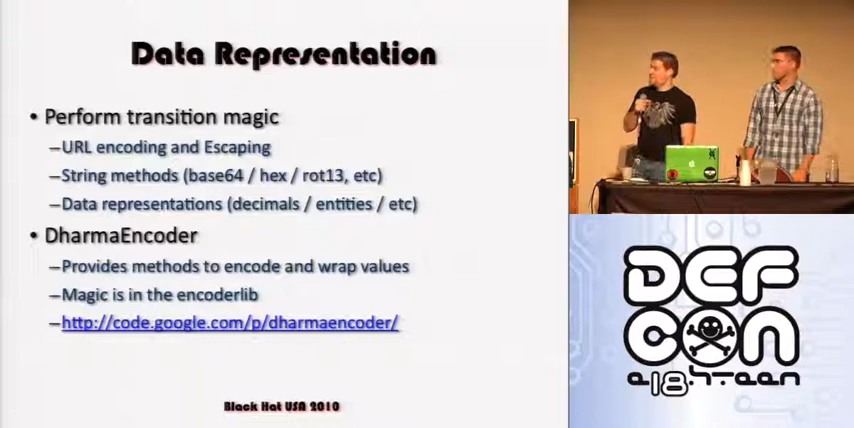 Data Representation
• Perform transition magic
–URL encoding and Escaping
–String methods (base64 / hex / rot13, etc)
–Data representations (decimals / entities / etc)
• DharmaEncoder
–Provides methods to encode and wrap values
–Magic is in the encoderlib
–http://code.google.com/p/dharmaencoder/
Black Hat USA 2010
DEF
CON